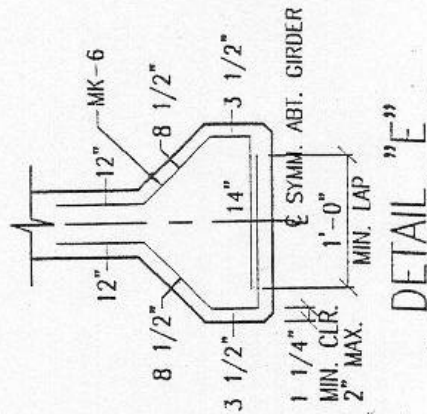 MK-6
12"
12"
8 1/2"
8 1/2"
3 1/2"
3 1/2"
14"
℄ SYMM. ABT. GIRDER
1'-0"
MIN. LAP
1 1/4"
MIN. CLR.
2" MAX.
DETAIL "E"